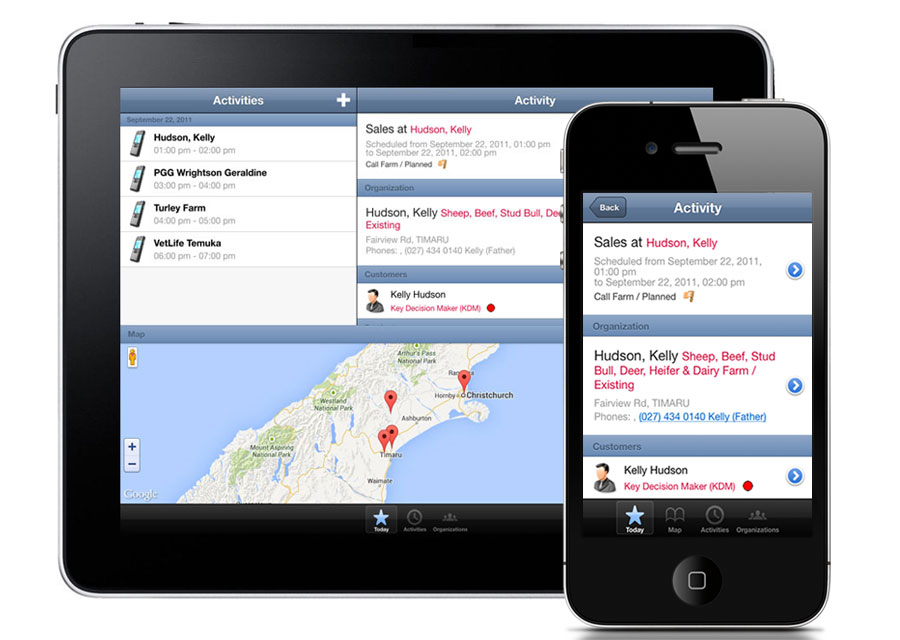 Activities
Activity
September 22, 2011
Hudson, Kelly
01:00 pm - 02:00 pm
PGG Wrightson Geraldine
03:00 pm - 04:00 pm
Turley Farm
04:00 pm - 05:00 pm
VetLife Temuka
06:00 pm - 07:00 pm
Sales at Hudson, Kelly
Scheduled from September 22, 2011, 01:00 pm
to September 22, 2011, 02:00 pm
Call Farm / Planned
Organization
Hudson, Kelly Sheep, Beef, Stud Bull,
Existing
Fairview Rd, TIMARU
Phones: , (027) 434 0140 Kelly (Father)
Customers
Kelly Hudson
Key Decision Maker (KDM)
Map
Arthur's Pass
National Park
Hornby
Christchurch
Westland
National Park
Ashburton
Mount Aspiring
National Park
Timaru
Waimate
+
−
Google
Today
Activities
Organizations
Back
Activity
Sales at Hudson, Kelly
Scheduled from September 22, 2011,
01:00 pm
to September 22, 2011, 02:00 pm
Call Farm / Planned
Organization
Hudson, Kelly Sheep, Beef, Stud
Bull, Deer, Heifer & Dairy Farm /
Existing
Fairview Rd, TIMARU
Phones: , (027) 434 0140 Kelly (Father)
Customers
Kelly Hudson
Key Decision Maker (KDM)
Today
Map
Activities
Organizations